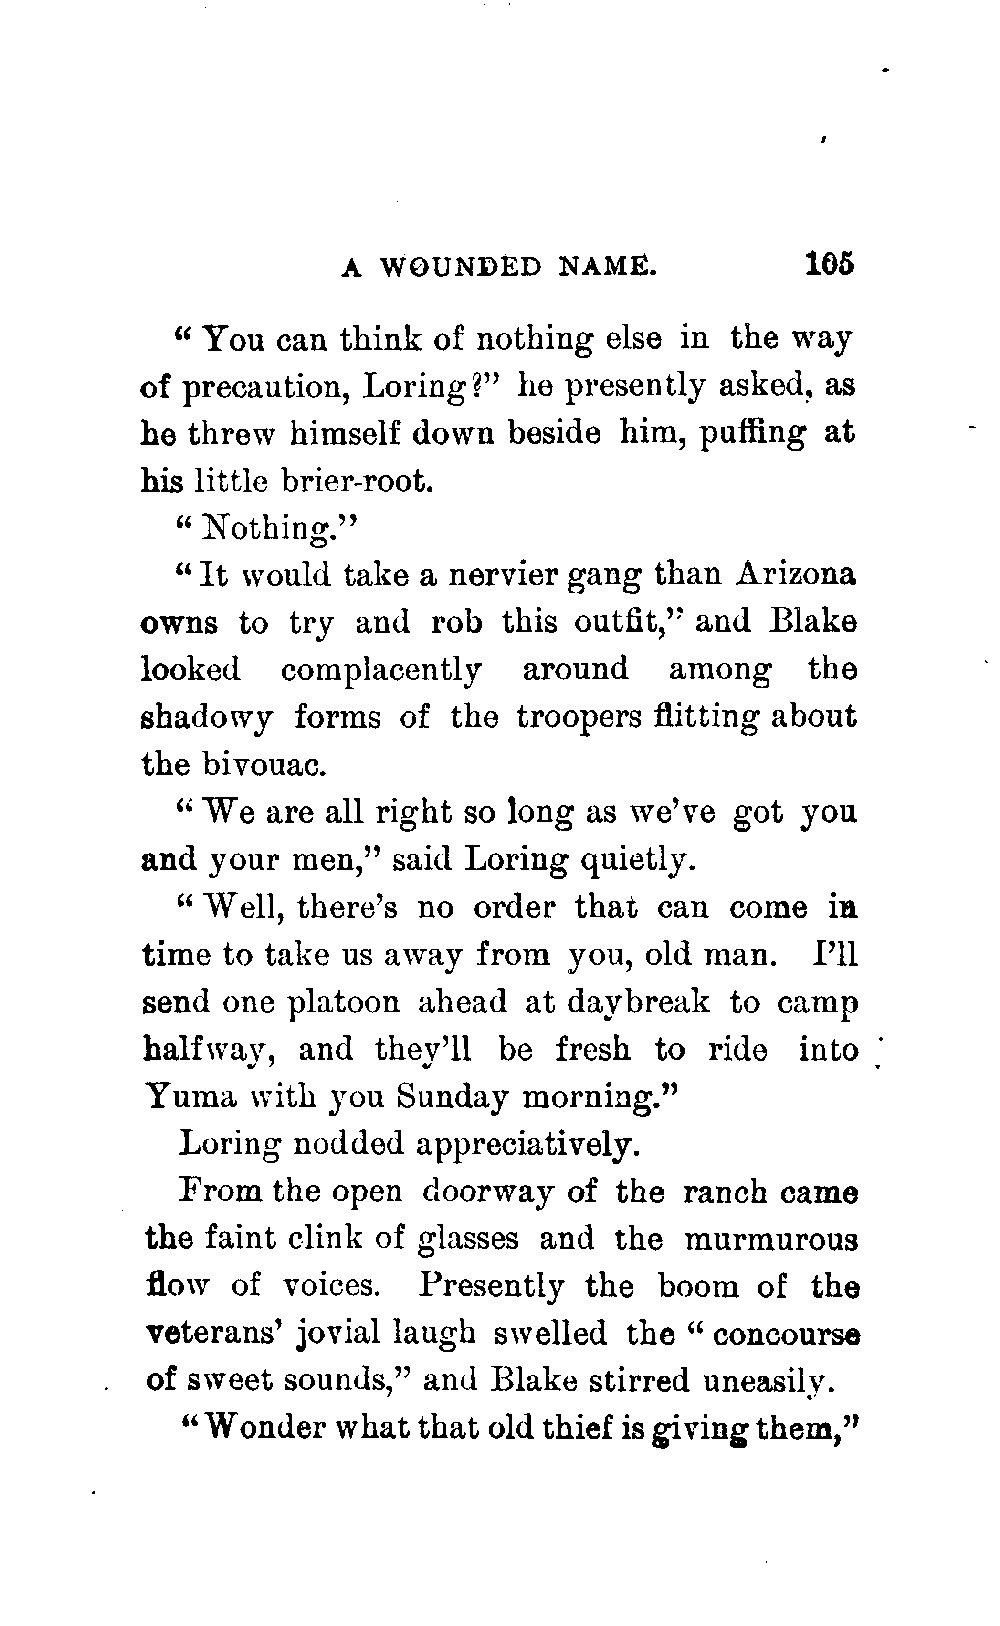 A WOUNDED NAME. 105
“ You can think of nothing else in the way
of precaution, Loring?” he presently asked, as
he threw himself down beside him, puffing at
his little brier-root.
“ Nothing.”
“ It would take a nervier gang than Arizona
owns to try and rob this outfit,” and Blake
looked complacently around among the
shadowy forms of the troopers flitting about
the bivouac.
“ We are all right so long as we’ve got you
and your men,” said Loring quietly.
“ Well, there’s no order that can come in
time to take us away from you, old man. I’ll
send one platoon ahead at daybreak to camp
halfway, and they’ll be fresh to ride into
Yuma with you Sunday morning.”
Loring nodded appreciatively.
From the open doorway of the ranch came
the faint clink of glasses and the murmurous
flow of voices. Presently the boom of the
veterans’ jovial laugh swelled the “ concourse
of sweet sounds,” and Blake stirred uneasily.
“ Wonder what that old thief is giving them,”